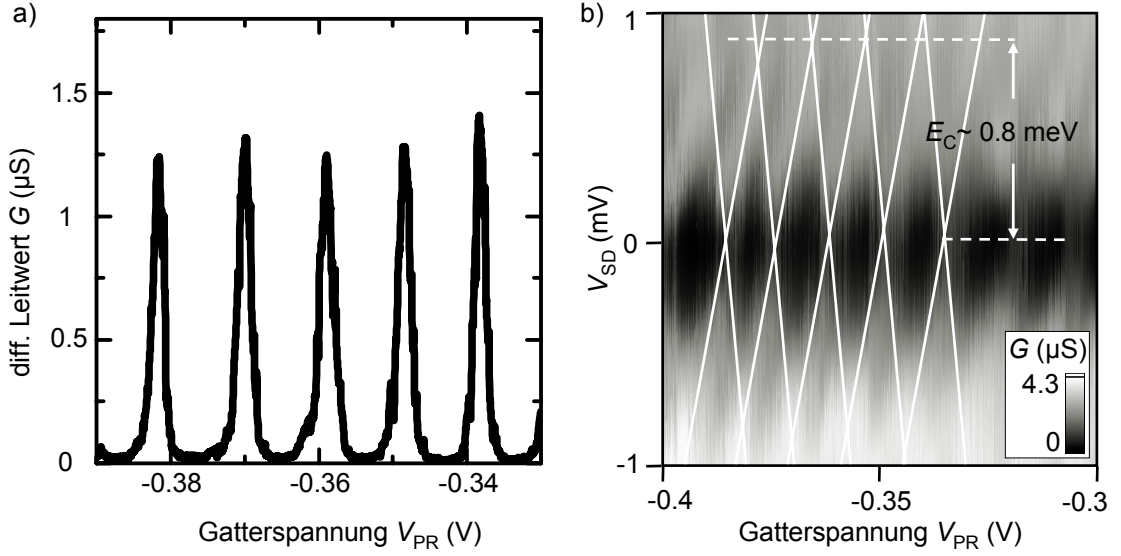 a)
1.5
1
0.5
0
diff. Leitwert G (µS)
-0.38
-0.36
-0.34
Gatterspannung VPR (V)
b)
1
0
-1
VSD (mV)
EC~ 0.8 meV
G (µS)
4.3
0
-0.4
-0.35
-0.3
Gatterspannung VPR (V)